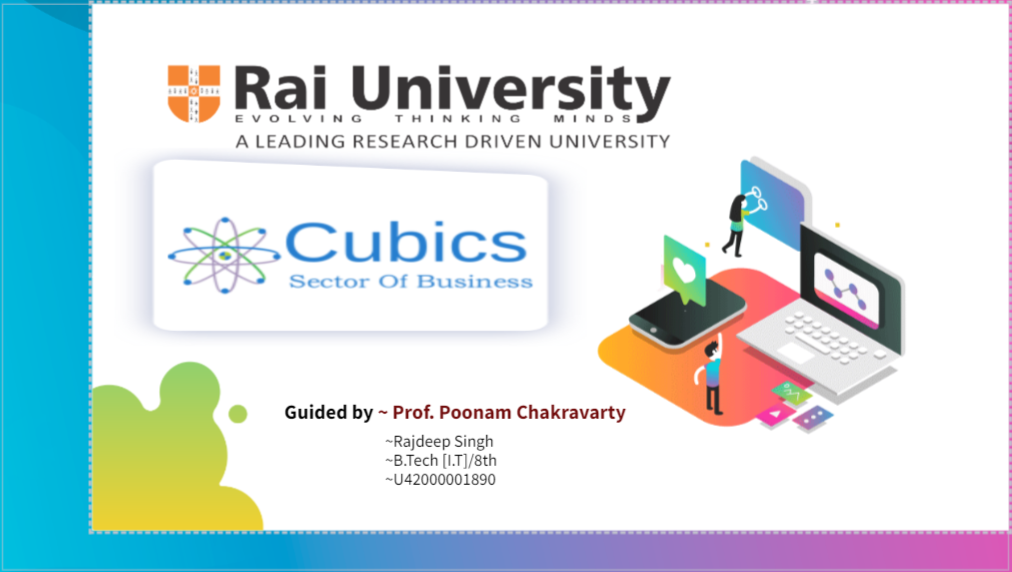 Rai University
EVOLVING THINKING MINDS
A LEADING RESEARCH DRIVEN UNIVERSITY
Cubics
Sector Of Business
Guided by ~ Prof. Poonam Chakravarty
~Rajdeep Singh
~B.Tech [I.T]/8th
~U42000001890